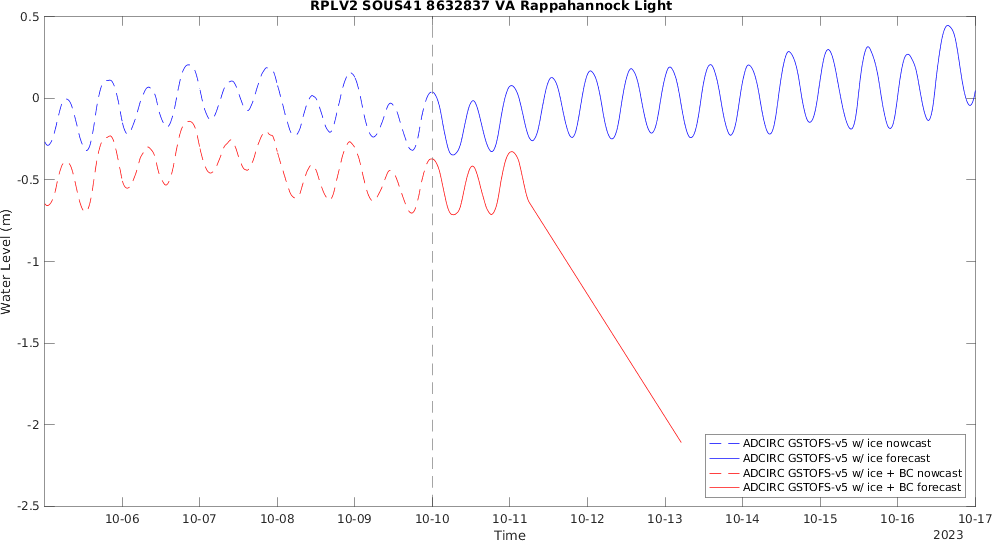 RPLV2 SOUS41 8632837 VA Rappahannock Light
0.5
0
-0.5
-1
-1.5
-2
-2.5
Water Level (m)
ADCIRC GSTOFS-v5 w/ ice nowcast
ADCIRC GSTOFS-v5 w/ ice forecast
ADCIRC GSTOFS-v5 w/ ice + BC nowcast
ADCIRC GSTOFS-v5 w/ ice + BC forecast
10-06 10-07 10-08 10-09 10-10 10-11 10-12 10-13 10-14 10-15 10-16 10-17
Time
2023